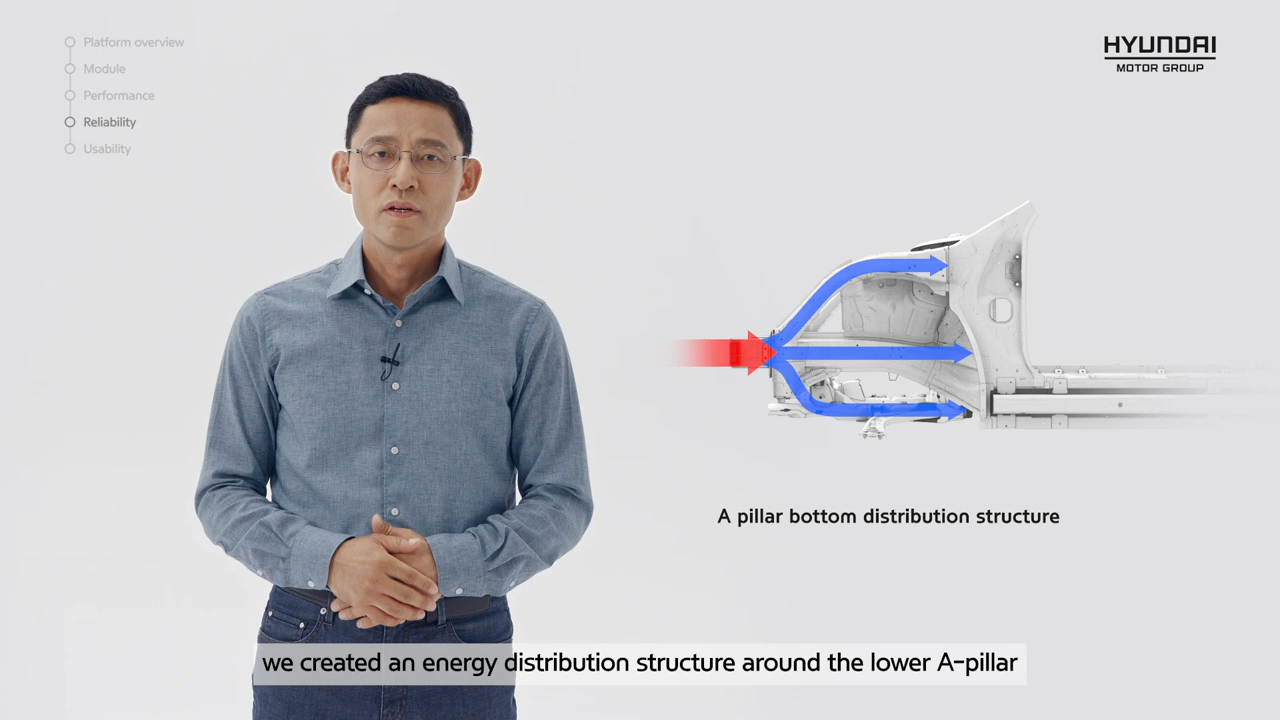 Platform overview
Module
Performance
Reliability
Usability
HYUNDAI
MOTOR GROUP
A pillar bottom distribution structure
we created an energy distribution structure around the lower A-pillar